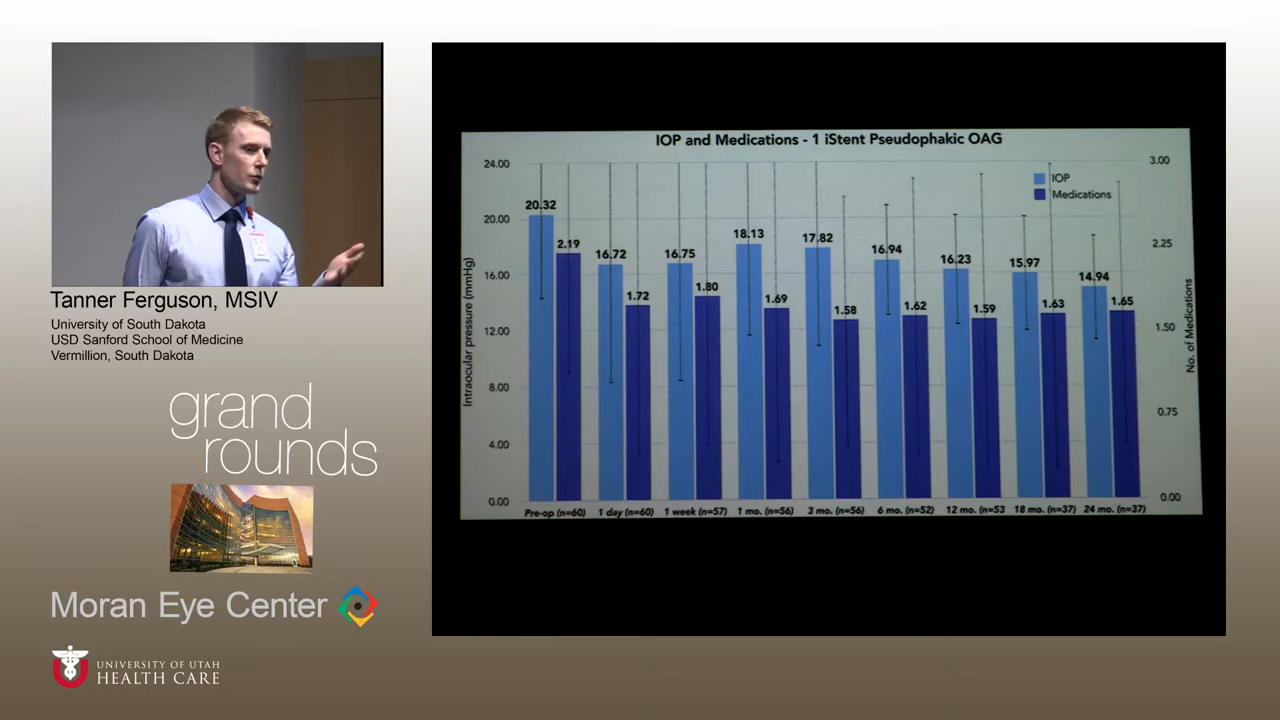 Tanner Ferguson, MSIV
University of South Dakota
USD Sanford School of Medicine
Vermillion, South Dakota
grand
rounds
Moran Eye Center
UNIVERSITY OF UTAH
HEALTH CARE
IOP and Medications - 1 iStent Pseudophakic OAG
IOP
Medications
Intraocular pressure (mmHg)
24.00
20.00
16.00
12.00
8.00
4.00
0.00
20.32
2.19
16.72
1.72
16.75
1.80
18.13
1.69
17.82
1.58
16.94
1.62
16.23
1.59
15.97
1.63
14.94
1.65
3.00
2.25
1.50
0.75
0.00
No. of Medications
Pre-op (n=60) 1 day (n=60) 1 week (n=57) 1 mo. (n=56) 3 mo. (n=56) 6 mo. (n=52) 12 mo. (n=53 18 mo. (n=37) 24 mo. (n=37)